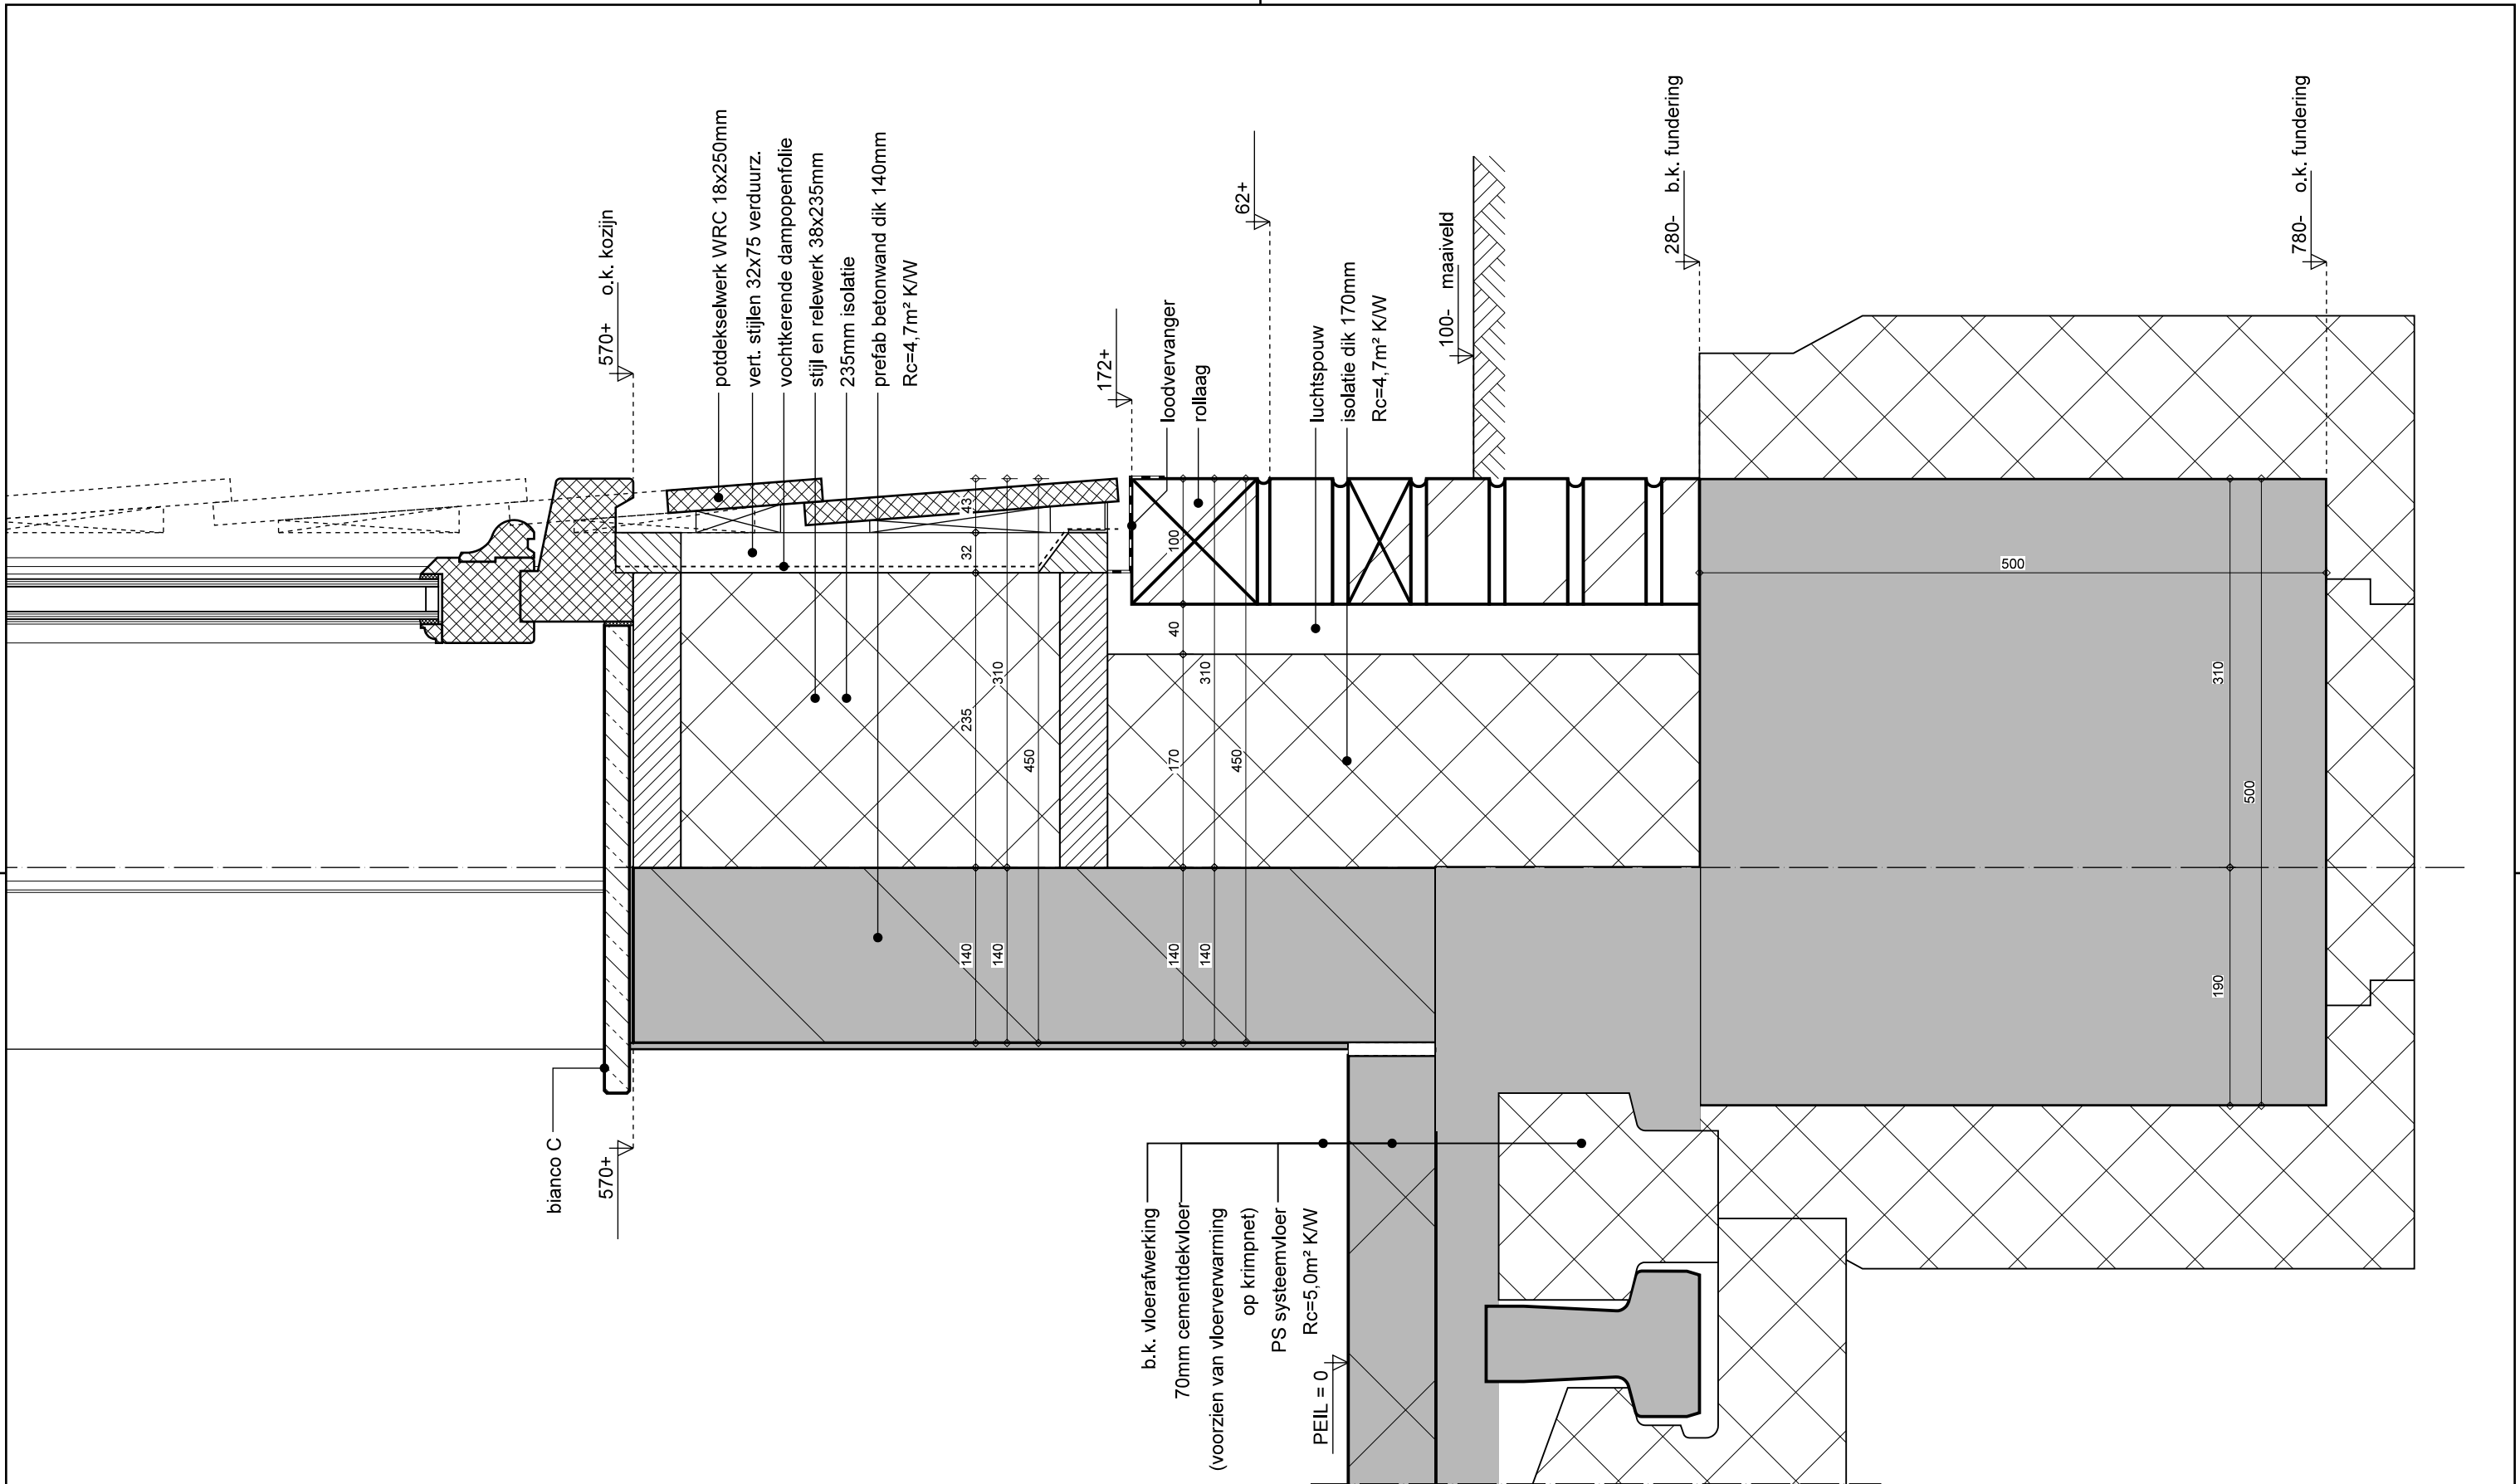 570+ o.k. kozijn
potdekselwerk WRC 18x250mm
vert. stijlen 32x75 verduurz.
vochtkerende dampopenfolie
stijl en relewerk 38x235mm
235mm isolatie
prefab betonwand dik 140mm
Rc=4,7m² K/W
172+
loodvervanger
rollaag
62+
luchtspouw
isolatie dik 170mm
Rc=4,7m² K/W
100- maaiveld
280- b.k. fundering
780- o.k. fundering
43
32
235
140
310
140
450
100
40
170
140
310
140
450
500
310
190
500
bianco C
570+
b.k. vloerafwerking
70mm cementdekvloer
(voorzien van vloerverwarming
op krimpnet)
PS systeemvloer
Rc=5,0m² K/W
PEIL = 0